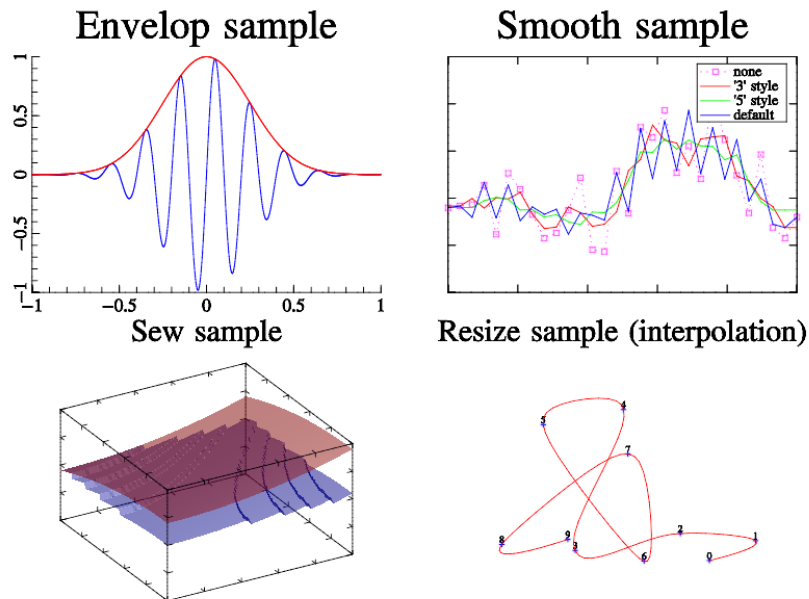 Envelop sample
1
0.5
0
−0.5
−1
−1
−0.5
0
0.5
1
Smooth sample
none
'3' style
'5' style
default
Sew sample
Resize sample (interpolation)
4
5
7
2
1
9
8
3
6
0